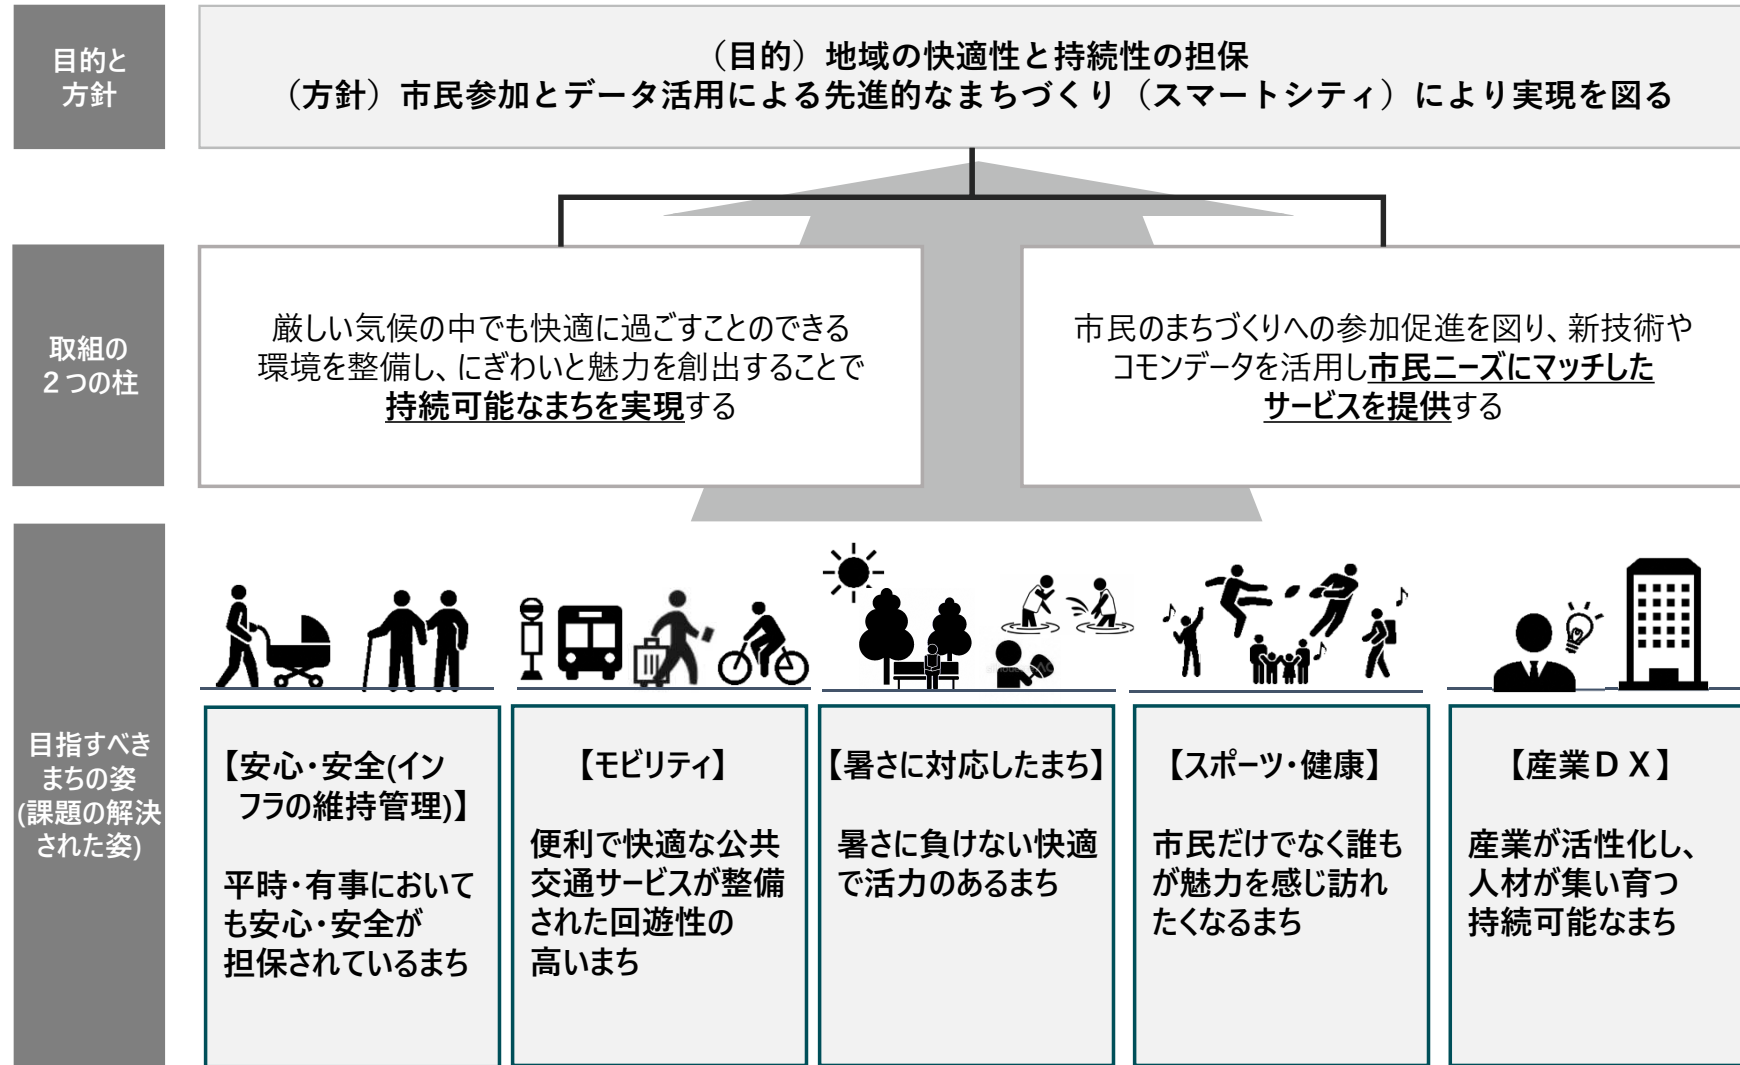 目的と
方針
（目的）地域の快適性と持続性の担保
（方針）市民参加とデータ活用による先進的なまちづくり（スマートシティ）により実現を図る
取組の
２つの柱
厳しい気候の中でも快適に過ごすことのできる
環境を整備し、にぎわいと魅力を創出することで
持続可能なまちを実現する
市民のまちづくりへの参加促進を図り、新技術や
コモンデータを活用し市民ニーズにマッチした
サービスを提供する
目指すべき
まちの姿
(課題の解決
された姿)
【安心・安全(イン
フラの維持管理)】
平時・有事において
も安心・安全が
担保されているまち
【モビリティ】
便利で快適な公共
交通サービスが整備
された回遊性の
高いまち
【暑さに対応したまち】
暑さに負けない快適
で活力のあるまち
【スポーツ・健康】
市民だけでなく誰も
が魅力を感じ訪れ
たくなるまち
【産業ＤＸ】
産業が活性化し、
人材が集い育つ
持続可能なまち